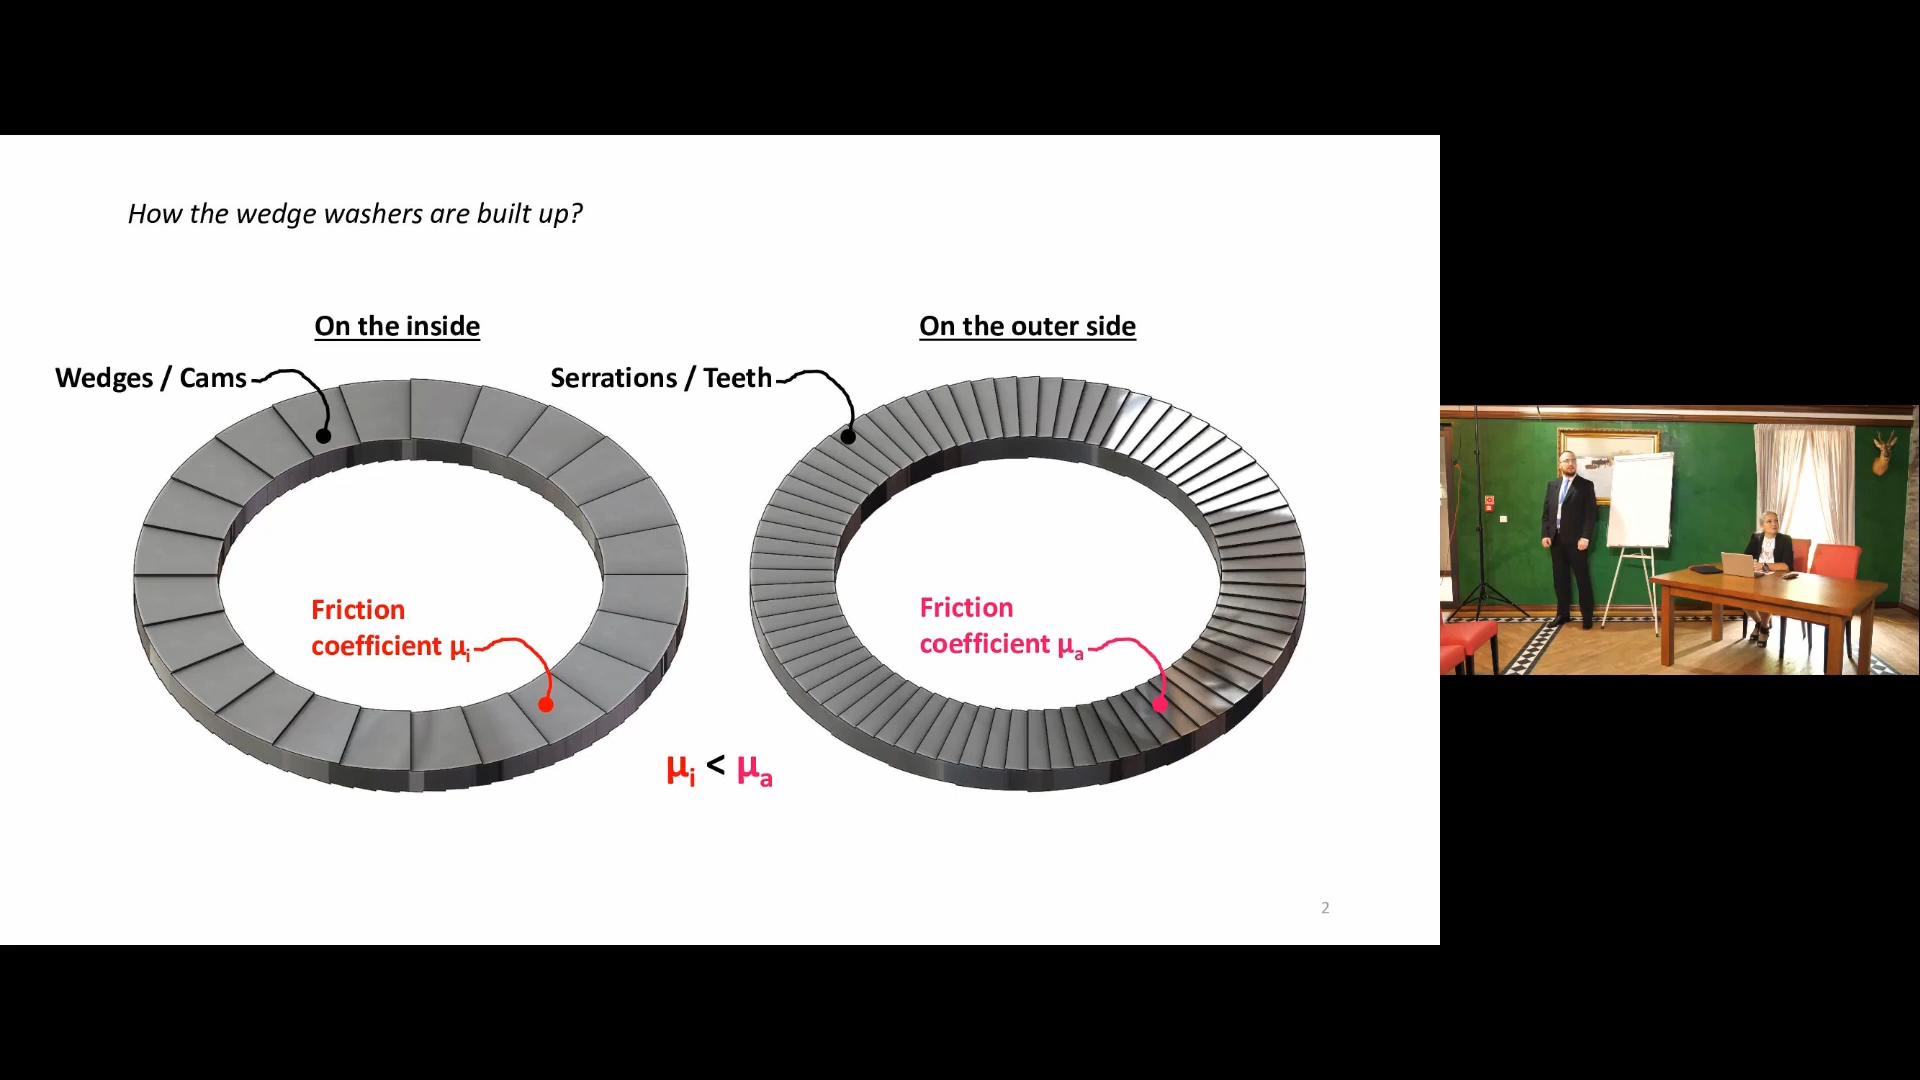 How the wedge washers are built up?
On the inside
On the outer side
Wedges / Cams
Serrations / Teeth
Friction
coefficient μi
Friction
coefficient μa
μi < μa
2